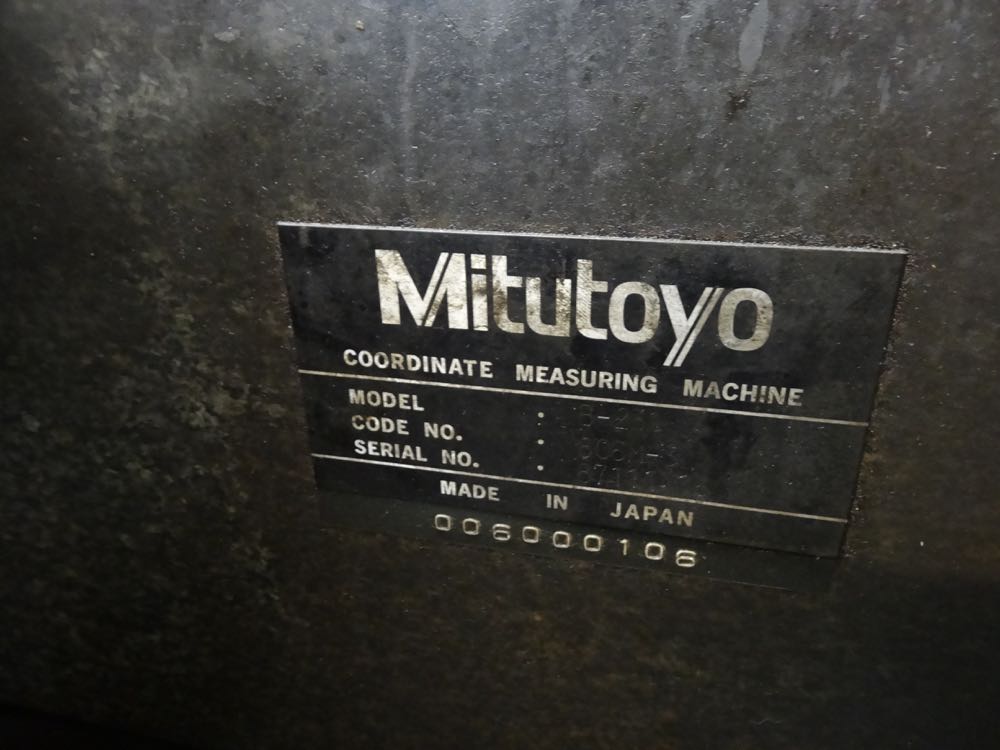 Mitutoyo
COORDINATE MEASURING MACHINE
MODEL :
CODE NO. :
SERIAL NO. :
MADE IN JAPAN
006000106